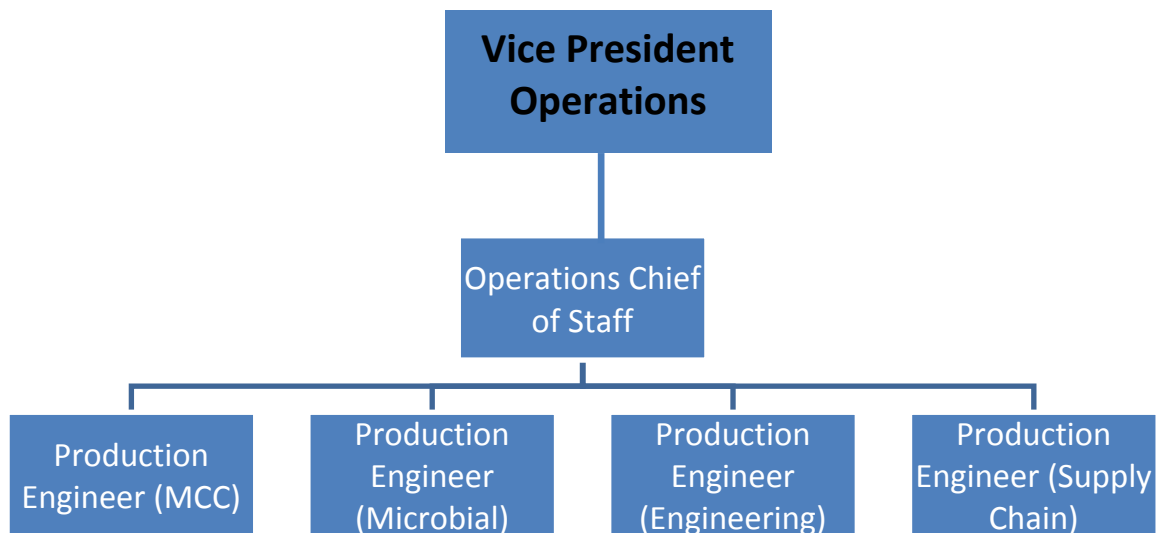 Vice President
Operations
Operations Chief
of Staff
Production
Engineer (MCC)
Production
Engineer
(Microbial)
Production
Engineer
(Engineering)
Production
Engineer (Supply
Chain)